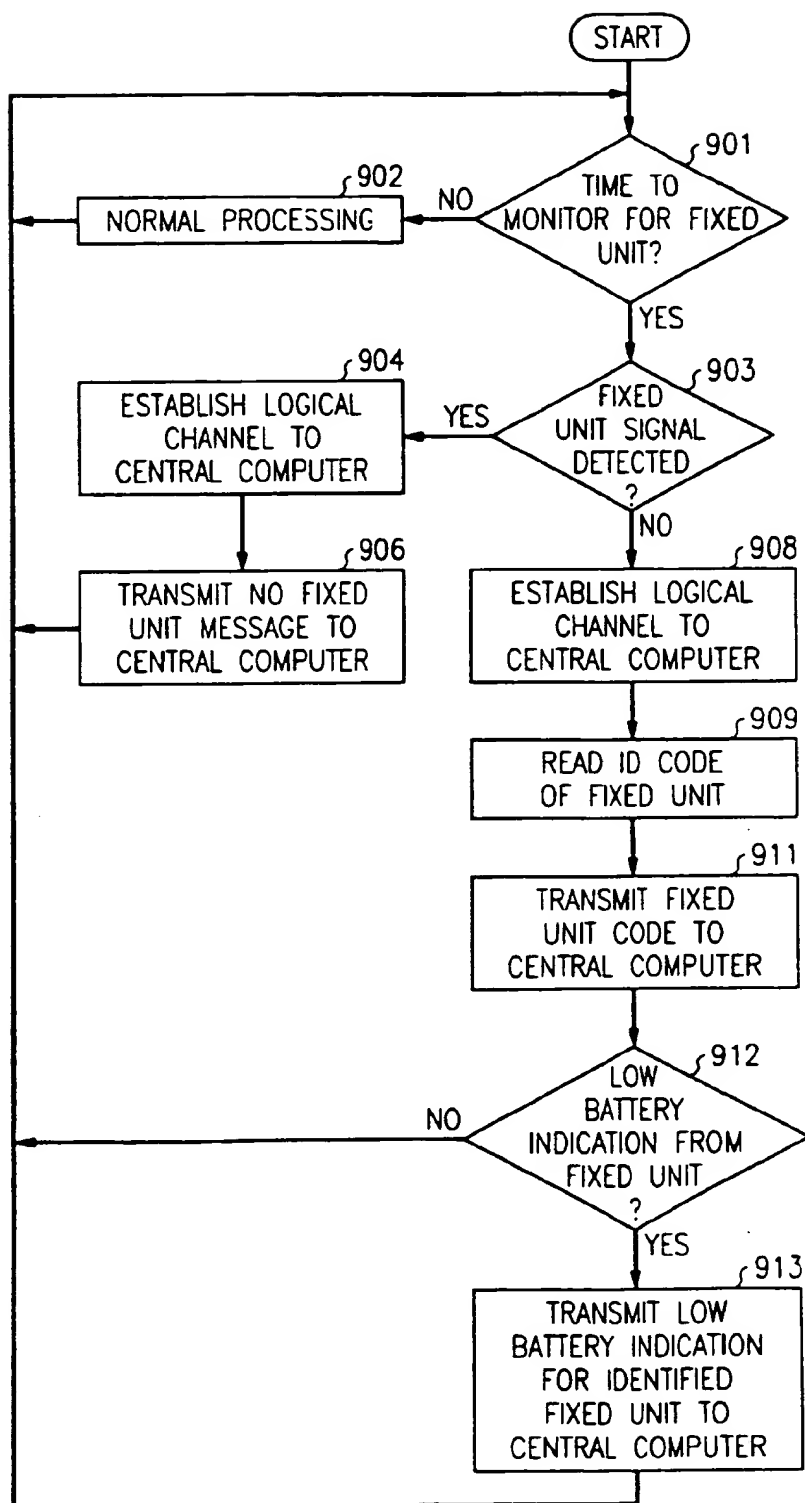 START
901
TIME TO
MONITOR FOR FIXED
UNIT?
NO
902
NORMAL PROCESSING
YES
903
FIXED
UNIT SIGNAL
DETECTED
?
YES
904
ESTABLISH LOGICAL
CHANNEL TO
CENTRAL COMPUTER
906
TRANSMIT NO FIXED
UNIT MESSAGE TO
CENTRAL COMPUTER
NO
908
ESTABLISH LOGICAL
CHANNEL TO
CENTRAL COMPUTER
909
READ ID CODE
OF FIXED UNIT
911
TRANSMIT FIXED
UNIT CODE TO
CENTRAL COMPUTER
912
LOW
BATTERY
INDICATION FROM
FIXED UNIT
?
NO
YES
913
TRANSMIT LOW
BATTERY INDICATION
FOR IDENTIFIED
FIXED UNIT TO
CENTRAL COMPUTER